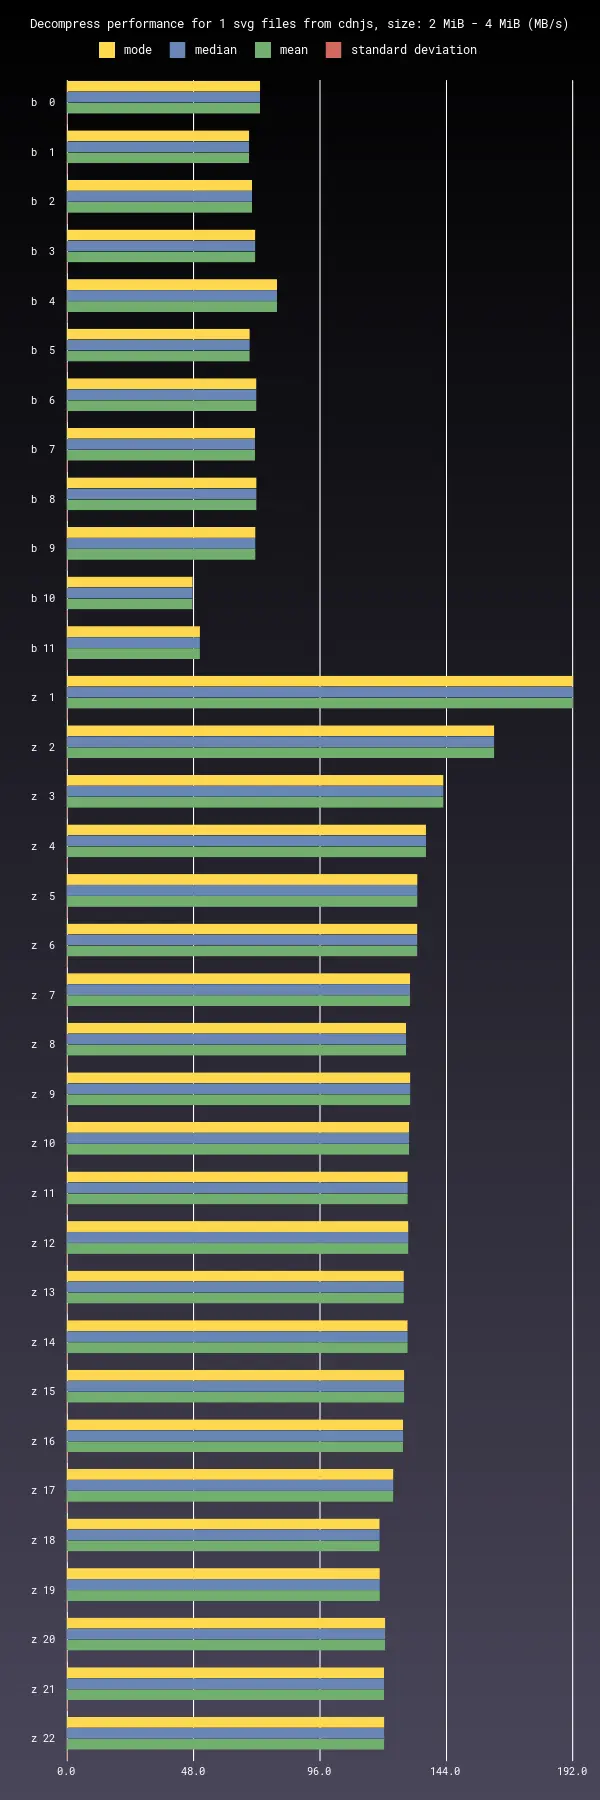 Decompress performance for 1 svg files from cdnjs, size: 2 MiB - 4 MiB (MB/s)
mode median mean standard deviation
b 0
b 1
b 2
b 3
b 4
b 5
b 6
b 7
b 8
b 9
b 10
b 11
z 1
z 2
z 3
z 4
z 5
z 6
z 7
z 8
z 9
z 10
z 11
z 12
z 13
z 14
z 15
z 16
z 17
z 18
z 19
z 20
z 21
z 22
0.0 48.0 96.0 144.0 192.0